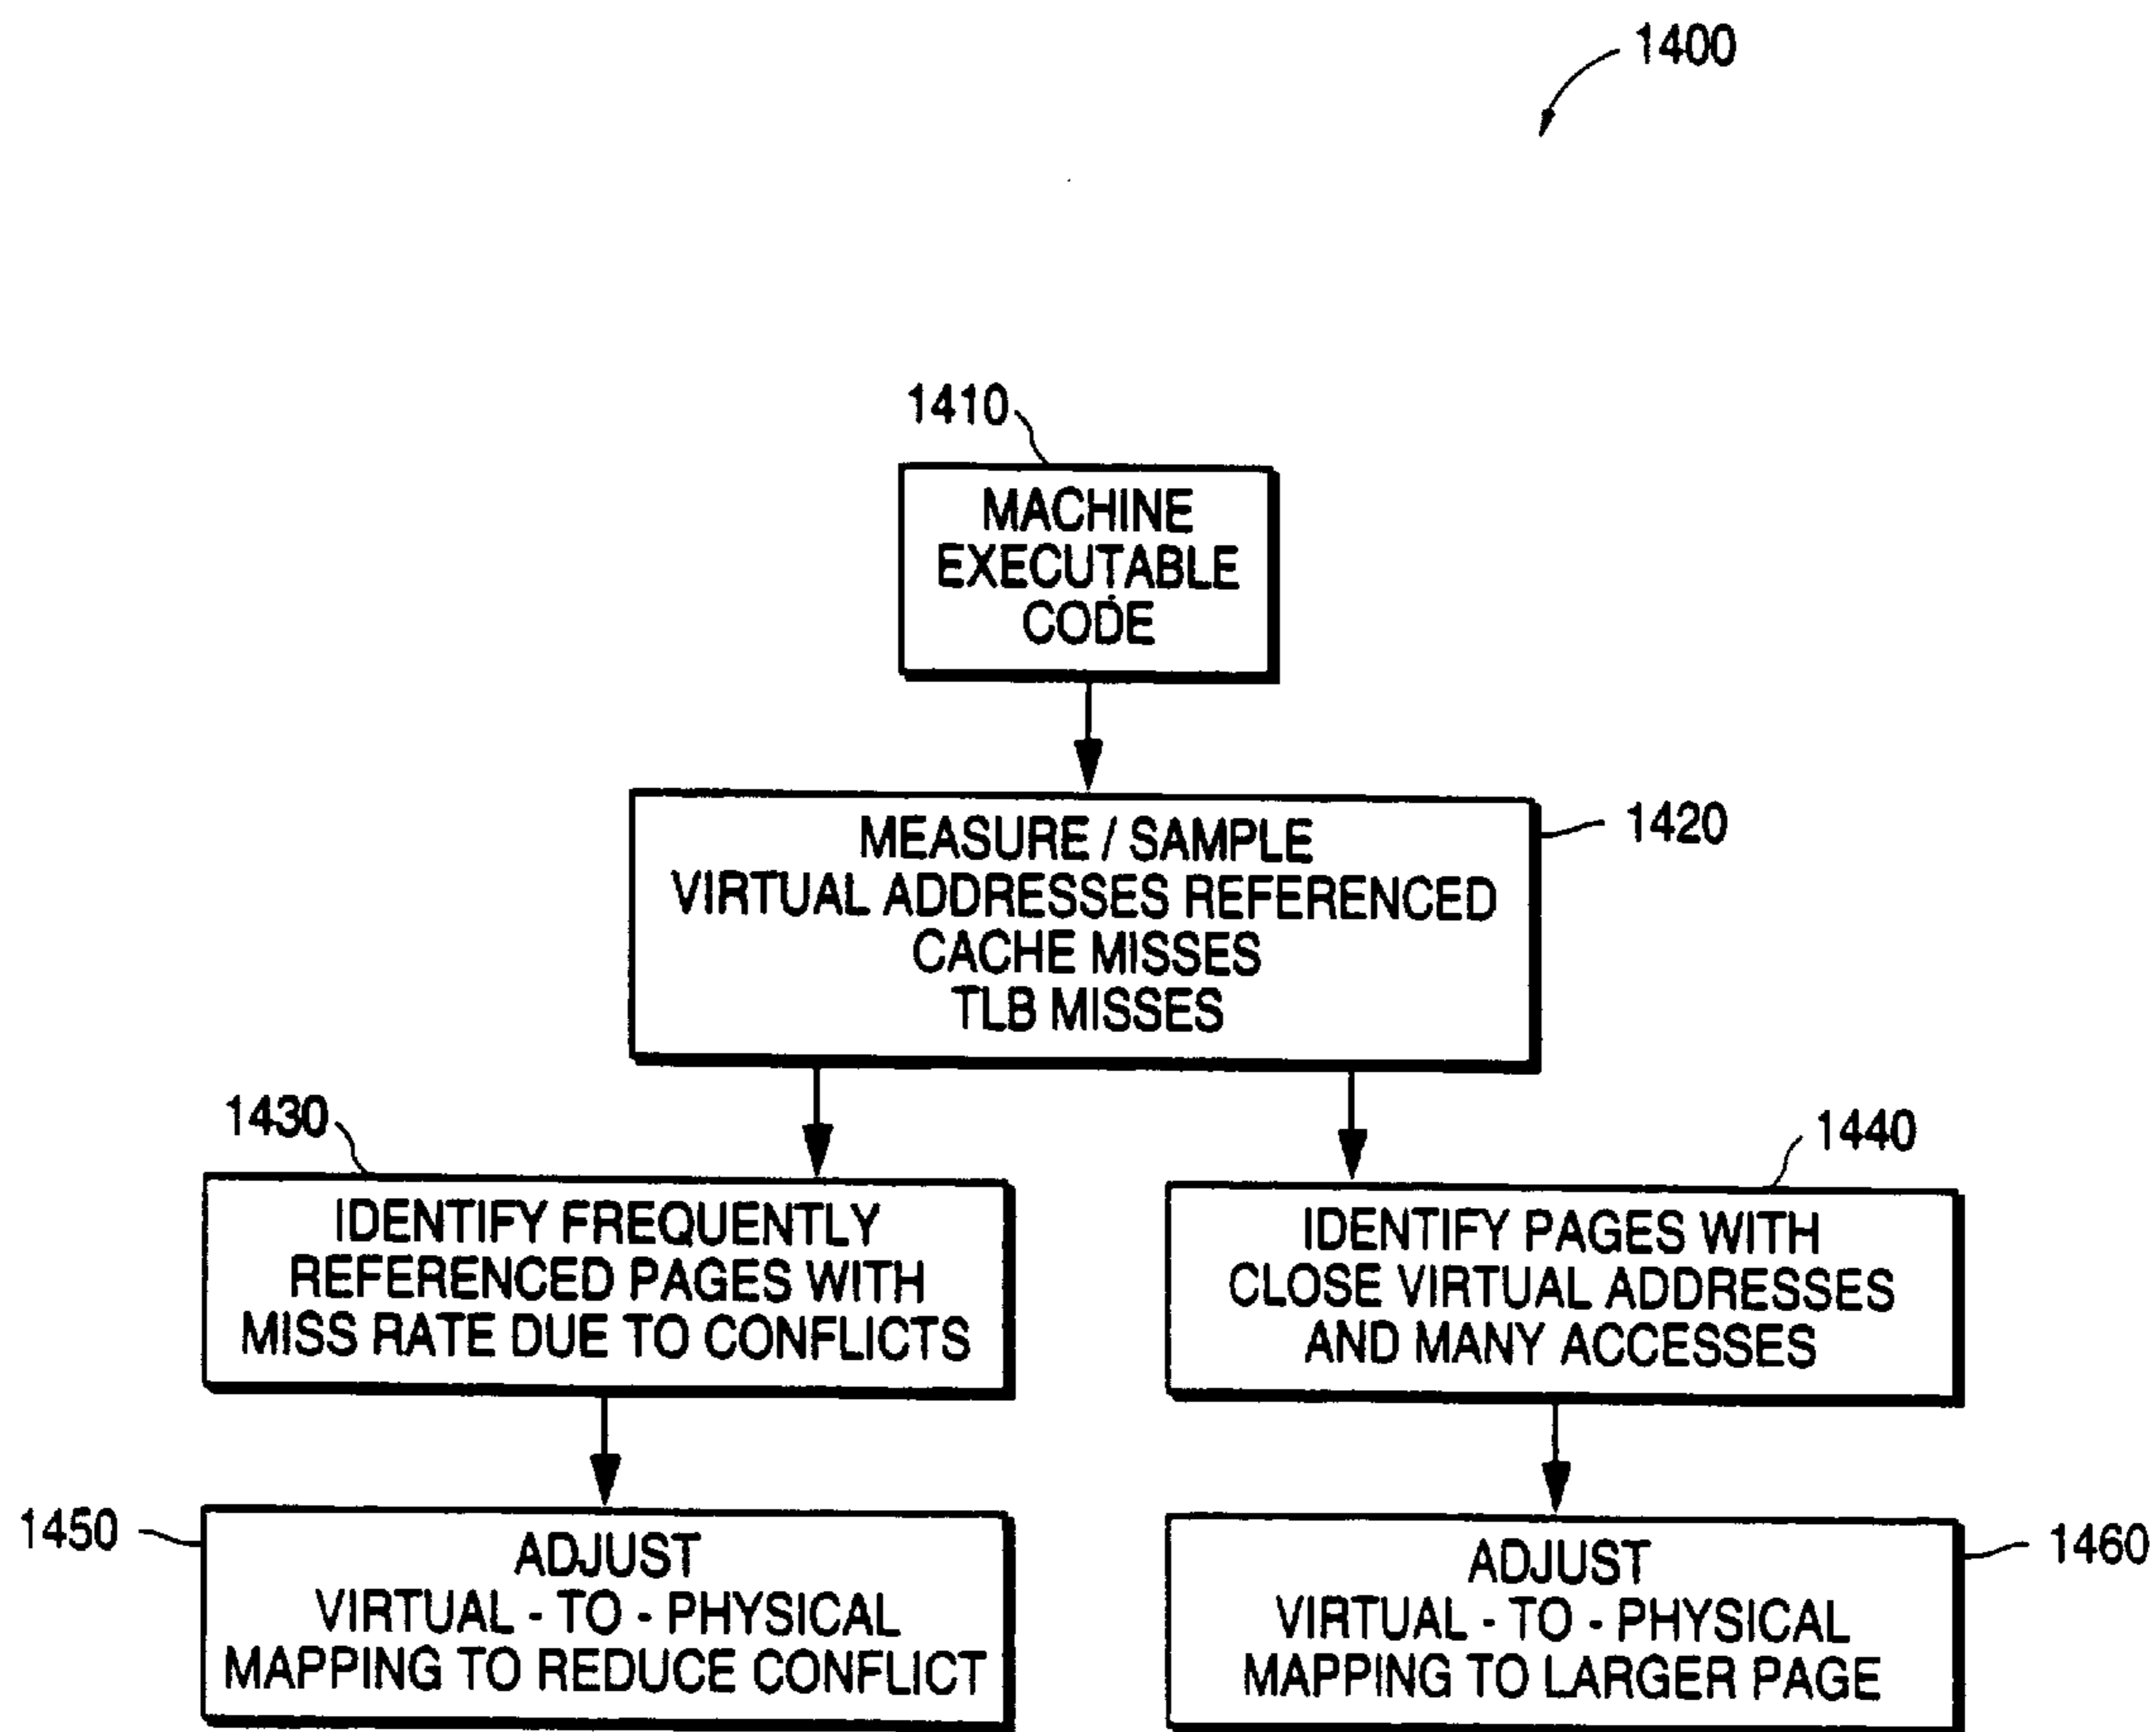 1400
1410
MACHINE
EXECUTABLE
CODE
MEASURE / SAMPLE
VIRTUAL ADDRESSES REFERENCED
CACHE MISSES
TLB MISSES
1420
1430
IDENTIFY FREQUENTLY
REFERENCED PAGES WITH
MISS RATE DUE TO CONFLICTS
1440
IDENTIFY PAGES WITH
CLOSE VIRTUAL ADDRESSES
AND MANY ACCESSES
1450
ADJUST
VIRTUAL - TO - PHYSICAL
MAPPING TO REDUCE CONFLICT
ADJUST
VIRTUAL - TO - PHYSICAL
MAPPING TO LARGER PAGE
1460